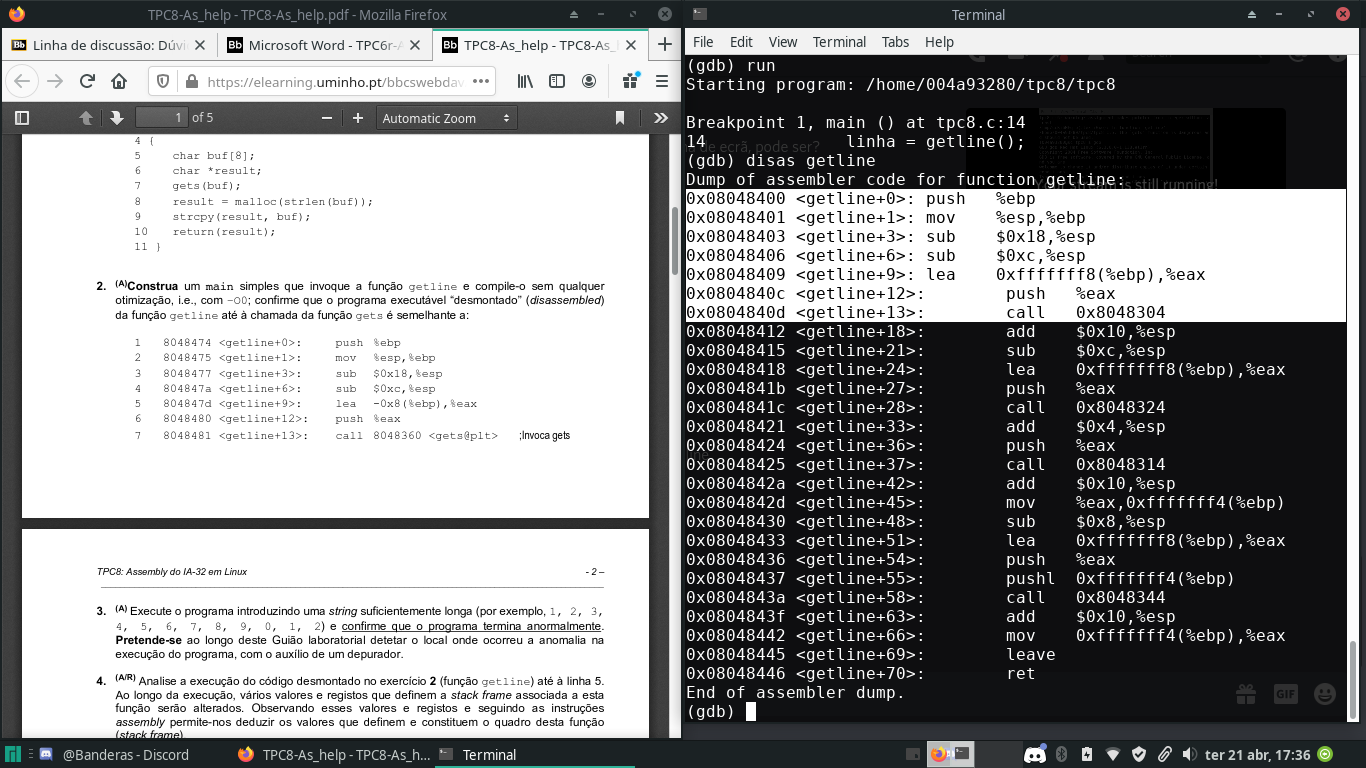 TPC8-As_help - TPC8-As_help.pdf - Mozilla Firefox
Linha de discussão: Dúvi
Microsoft Word - TPC6r-A
TPC8-As_help - TPC8-As_
https://elearning.uminho.pt/bbcswebdav
1 of 5
Automatic Zoom
4 {
5 char buf[8];
6 char *result;
7 gets(buf);
8 result = malloc(strlen(buf));
9 strcpy(result, buf);
10 return(result);
11 }
2. (A)Construa um main simples que invoque a função getline e compile-o sem qualquer
otimização, i.e., com -O0; confirme que o programa executável “desmontado” (disassembled)
da função getline até à chamada da função gets é semelhante a:
1 8048474 <getline+0>: push %ebp
2 8048475 <getline+1>: mov %esp,%ebp
3 8048477 <getline+3>: sub $0x18,%esp
4 804847a <getline+6>: sub $0xc,%esp
5 804847d <getline+9>: lea -0x8(%ebp),%eax
6 8048480 <getline+12>: push %eax
7 8048481 <getline+13>: call 8048360 <gets@plt> ;Invoca gets
TPC8: Assembly do IA-32 em Linux - 2 –
3. (A) Execute o programa introduzindo uma string suficientemente longa (por exemplo, 1, 2, 3,
4, 5, 6, 7, 8, 9, 0, 1, 2) e confirme que o programa termina anormalmente.
Pretende-se ao longo deste Guião laboratorial detetar o local onde ocorreu a anomalia na
execução do programa, com o auxílio de um depurador.
4. (A/R) Analise a execução do código desmontado no exercício 2 (função getline) até à linha 5.
Ao longo da execução, vários valores e registos que definem a stack frame associada a esta
função serão alterados. Observando esses valores e registos e seguindo as instruções
assembly permite-nos deduzir os valores que definem e constituem o quadro desta função
(stack frame)
Terminal
File Edit View Terminal Tabs Help
(gdb) run
Starting program: /home/004a93280/tpc8/tpc8
Breakpoint 1, main () at tpc8.c:14
14 linha = getline();
de ecrã, pode ser?
(gdb) disas getline
Dump of assembler code for function getline:
stream is still running!
0x08048400 <getline+0>: push %ebp
0x08048401 <getline+1>: mov %esp,%ebp
0x08048403 <getline+3>: sub $0x18,%esp
0x08048406 <getline+6>: sub $0xc,%esp
0x08048409 <getline+9>: lea 0xfffffff8(%ebp),%eax
0x0804840c <getline+12>: push %eax
0x0804840d <getline+13>: call 0x8048304
0x08048412 <getline+18>: add $0x10,%esp
0x08048415 <getline+21>: sub $0xc,%esp
0x08048418 <getline+24>: lea 0xfffffff8(%ebp),%eax
0x0804841b <getline+27>: push %eax
0x0804841c <getline+28>: call 0x8048324
0x08048421 <getline+33>: add $0x4,%esp
0x08048424 <getline+36>: push %eax
0x08048425 <getline+37>: call 0x8048314
0x0804842a <getline+42>: add $0x10,%esp
0x0804842d <getline+45>: mov %eax,0xfffffff4(%ebp)
0x08048430 <getline+48>: sub $0x8,%esp
0x08048433 <getline+51>: lea 0xfffffff8(%ebp),%eax
0x08048436 <getline+54>: push %eax
0x08048437 <getline+55>: pushl 0xfffffff4(%ebp)
0x0804843a <getline+58>: call 0x8048344
0x0804843f <getline+63>: add $0x10,%esp
0x08048442 <getline+66>: mov 0xfffffff4(%ebp),%eax
0x08048445 <getline+69>: leave
0x08048446 <getline+70>: ret
End of assembler dump.
GIF
(gdb)
@Banderas - Discord
TPC8-As_help - TPC8-As_h...
Terminal
ter 21 abr, 17:36